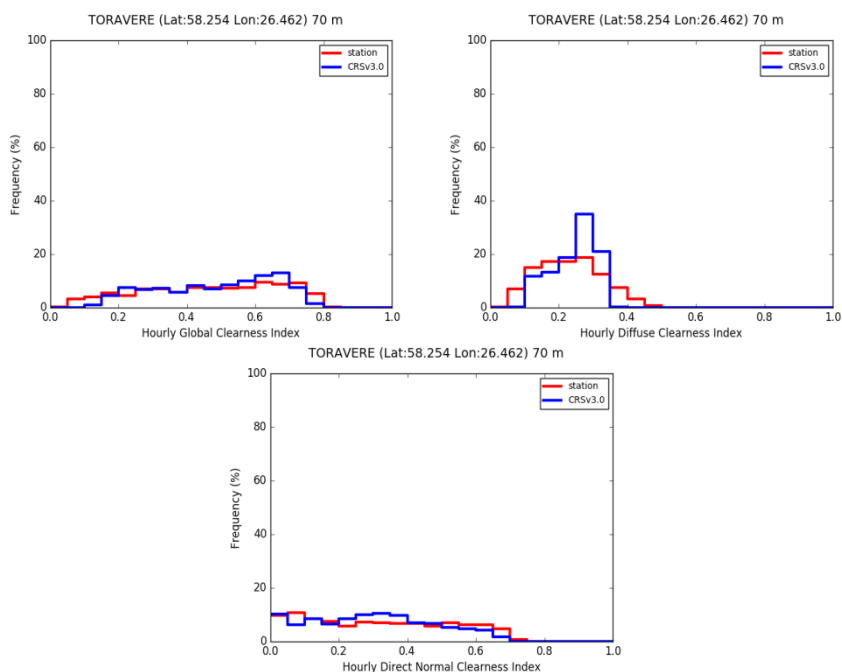 TORAVERE (Lat:58.254 Lon:26.462) 70 m
100
80
60
40
20
0
Frequency (%)
station
CRSv3.0
0.0 0.2 0.4 0.6 0.8 1.0
Hourly Global Clearness Index
TORAVERE (Lat:58.254 Lon:26.462) 70 m
100
80
60
40
20
0
Frequency (%)
station
CRSv3.0
0.0 0.2 0.4 0.6 0.8 1.0
Hourly Diffuse Clearness Index
TORAVERE (Lat:58.254 Lon:26.462) 70 m
100
80
60
40
20
0
Frequency (%)
station
CRSv3.0
0.0 0.2 0.4 0.6 0.8 1.0
Hourly Direct Normal Clearness Index